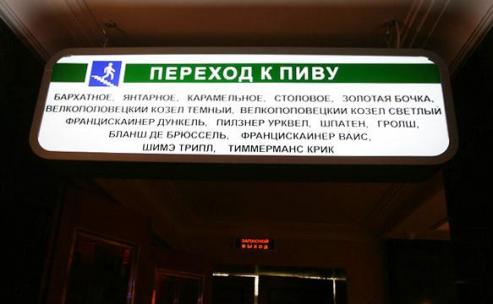 ПЕРЕХОД К ПИВУ
БАРХАТНОЕ, ЯНТАРНОЕ, КАРАМЕЛЬНОЕ, СТОЛОВОЕ, ЗОЛОТАЯ БОЧКА,
ВЕЛКОПОПОВЕЦКИЙ КОЗЕЛ ТЕМНЫЙ, ВЕЛКОПОПОВЕЦКИЙ КОЗЕЛ СВЕТЛЫЙ
ФРАНЦИСКАЙНЕР ДУНКЕЛЬ, ПИЛЗНЕР УРКВЕЛ, ШПАТЕН, ГРОЛШ,
БЛАНШ ДЕ БРЮССЕЛЬ, ФРАНЦИСКАЙНЕР ВАИС,
ШИМЭ ТРИПЛ, ТИММЕРМАНС КРИК
ЗАПАСНОЙ
ВЫХОД